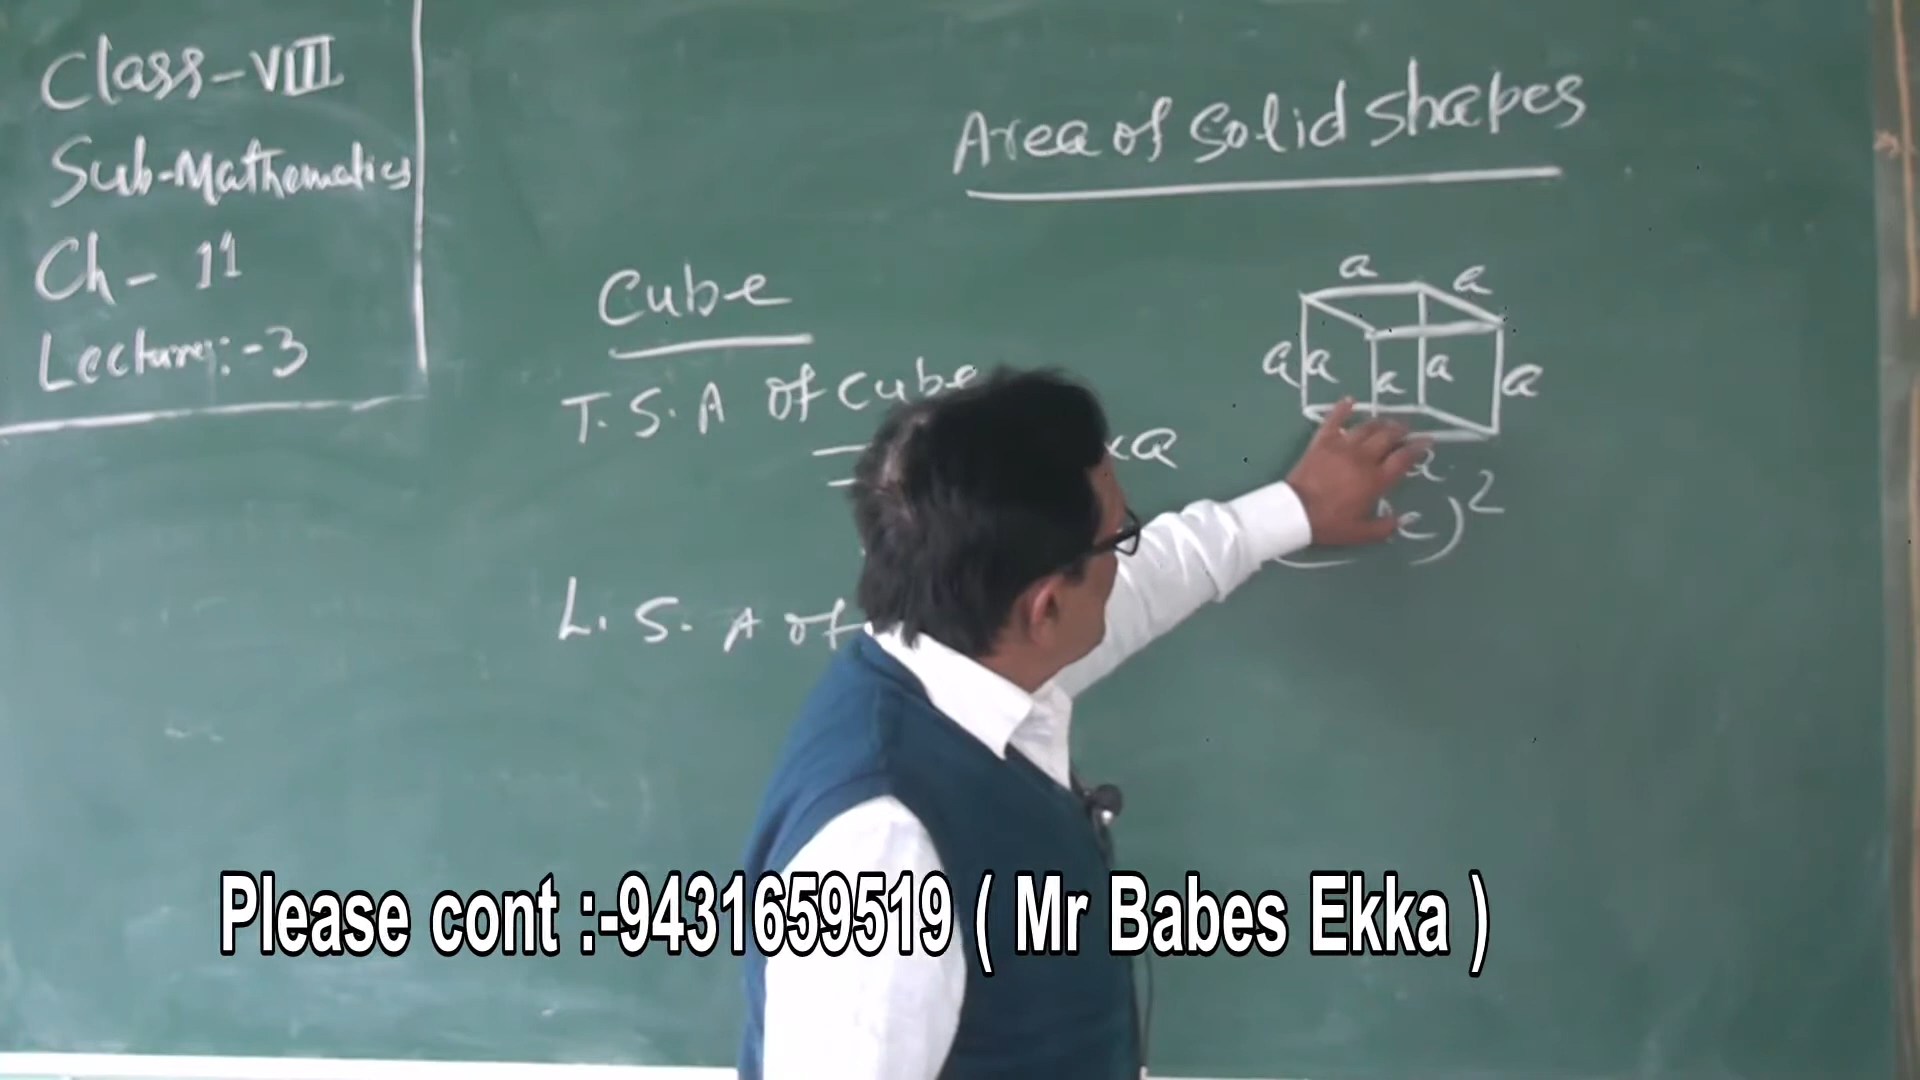 Class-VIII
Sub-Mathematics
Ch- 11
Lecture:-3
Area of Solid Shapes
Cube
T.S.A of Cube
=
×a
L. S. A of
a
a
a
a
a
a
a
a
)²
Please cont :-9431659519 ( Mr Babes Ekka )